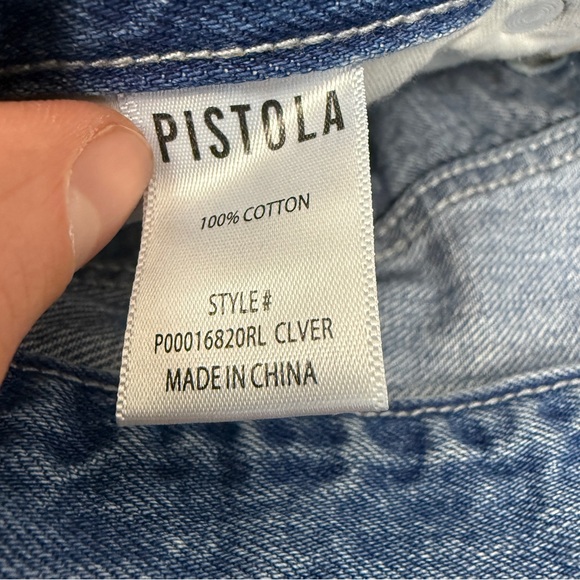 PISTOLA
100% COTTON
STYLE#
P00016820RL CLVER
MADE IN CHINA